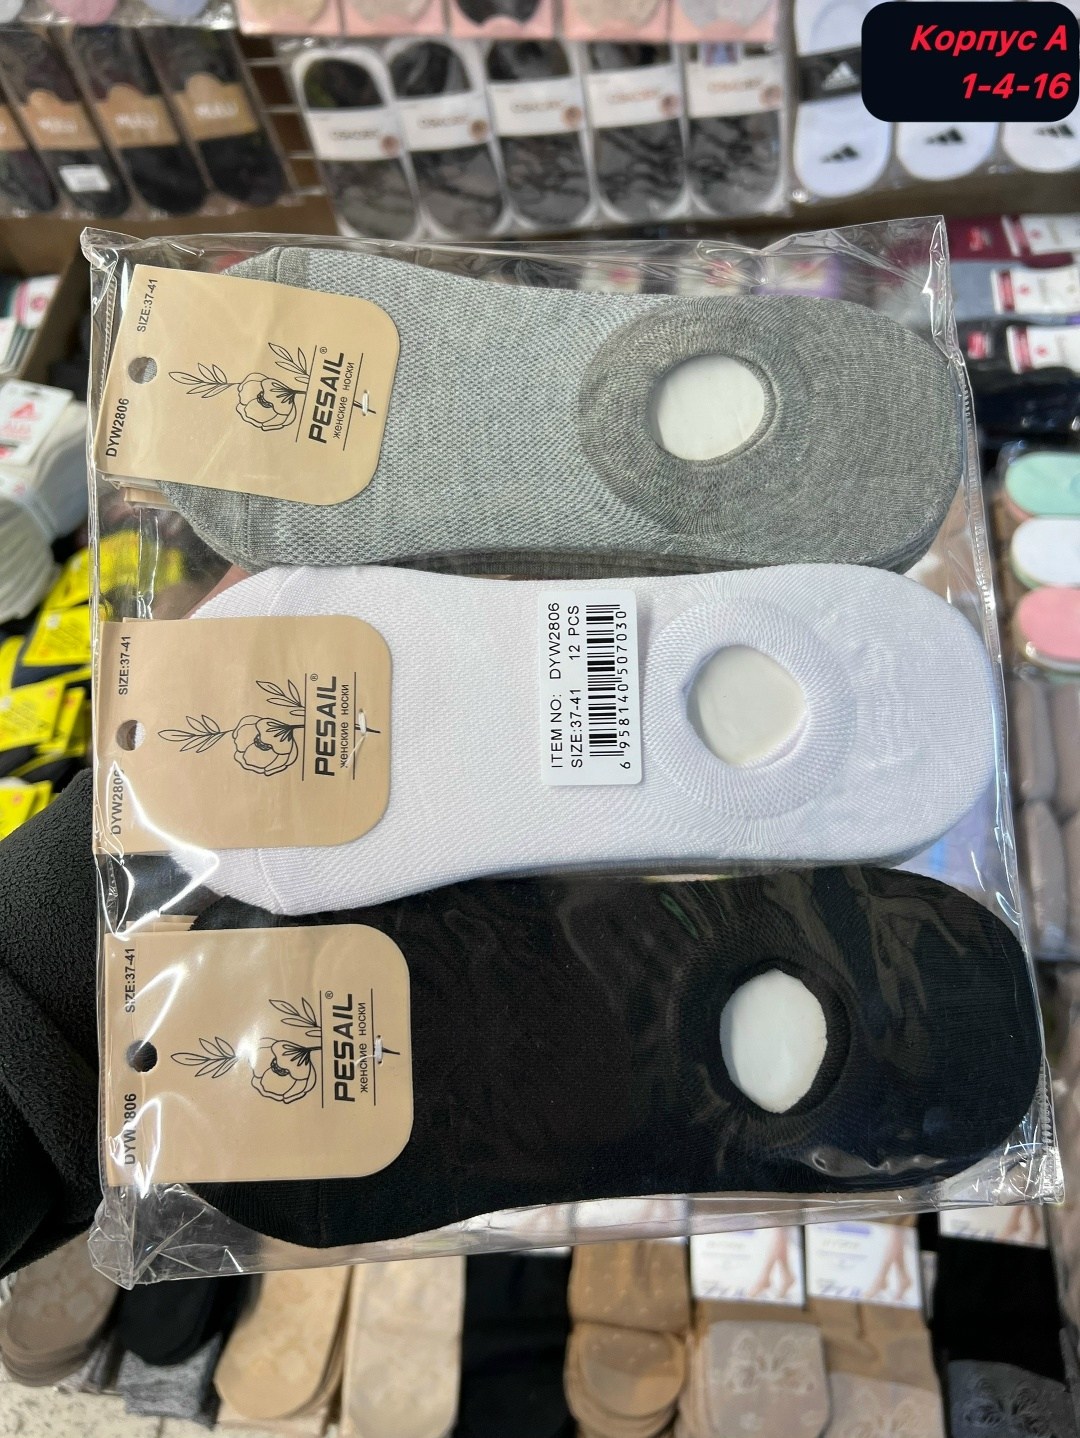 Корпус А
1-4-16
SIZE:37-41
DYW2806
PESAIL®
женские носки
SIZE:37-41
DYW2806
PESAIL®
женские носки
ITEM NO: DYW2806
SIZE:37-41 12 PCS
6 958140 507030
SIZE:37-41
DYW2806
PESAIL®
женские носки